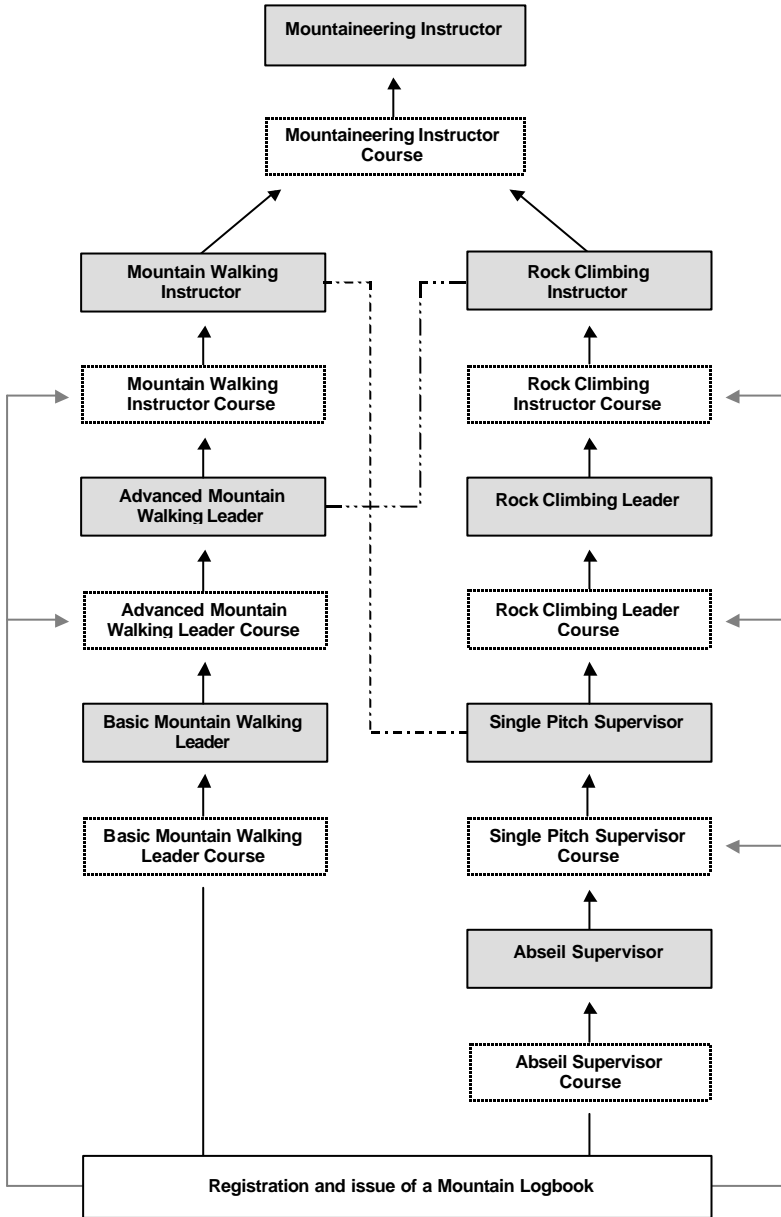 Mountaineering Instructor
Mountaineering Instructor
Course
Mountain Walking
Instructor
Rock Climbing
Instructor
Mountain Walking
Instructor Course
Rock Climbing
Instructor Course
Advanced Mountain
Walking Leader
Rock Climbing Leader
Advanced Mountain
Walking Leader Course
Rock Climbing Leader
Course
Basic Mountain Walking
Leader
Single Pitch Supervisor
Basic Mountain Walking
Leader Course
Single Pitch Supervisor
Course
Abseil Supervisor
Abseil Supervisor
Course
Registration and issue of a Mountain Logbook